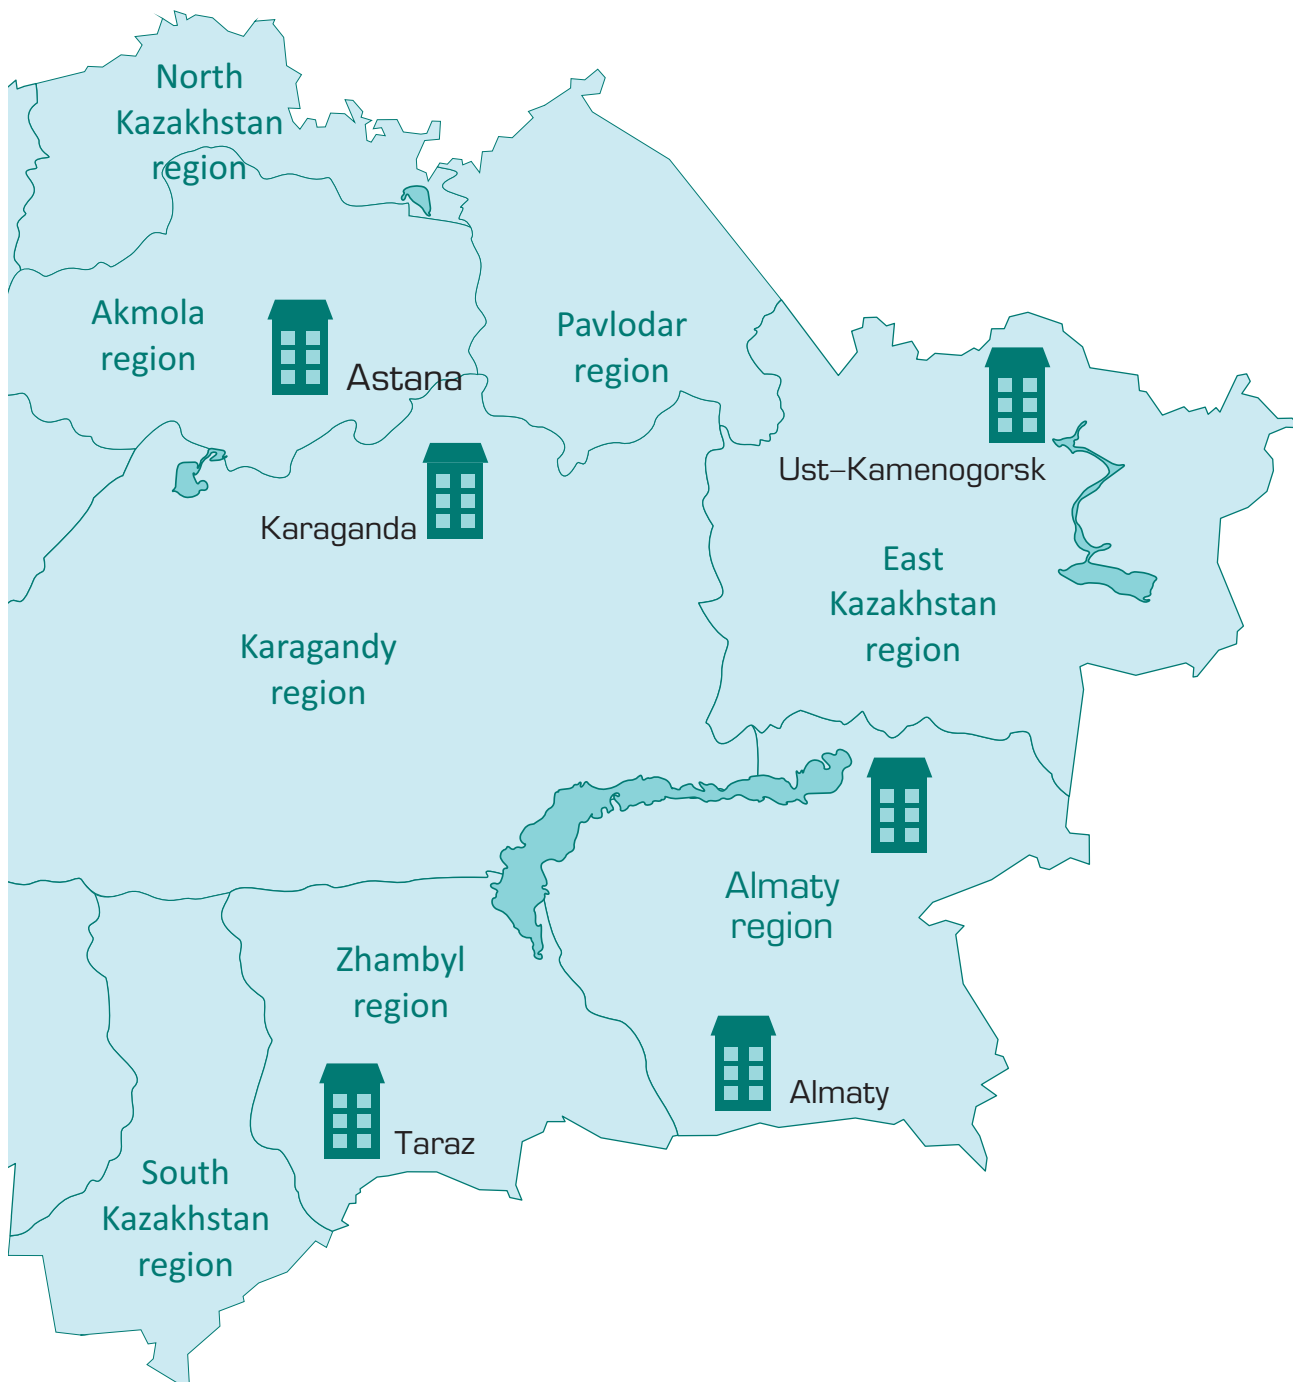 North
Kazakhstan
region
Akmola
region
Astana
Pavlodar
region
Ust–Kamenogorsk
Karaganda
East
Kazakhstan
region
Karagandy
region
Almaty
region
Zhambyl
region
Almaty
Taraz
South
Kazakhstan
region